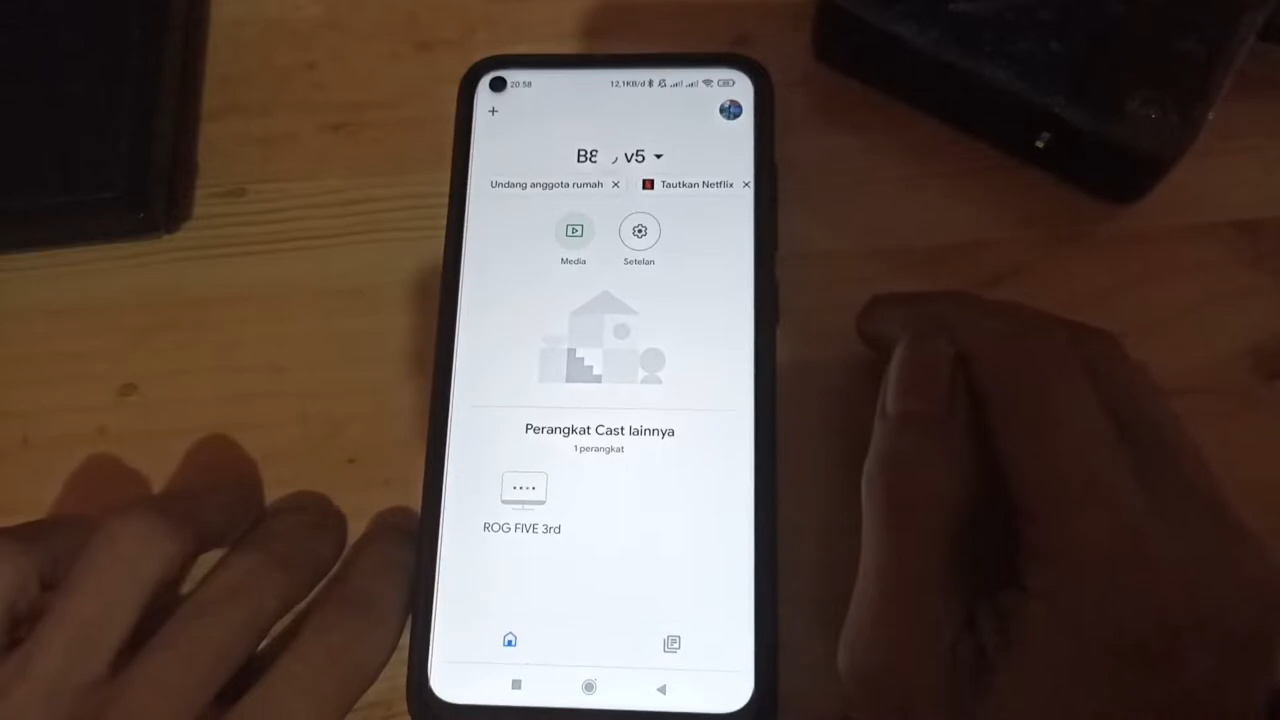 20.58 12,1KB/d
v5
Undang anggota rumah Tautkan Netflix
Media Setelan
Perangkat Cast lainnya
1 perangkat
ROG FIVE 3rd